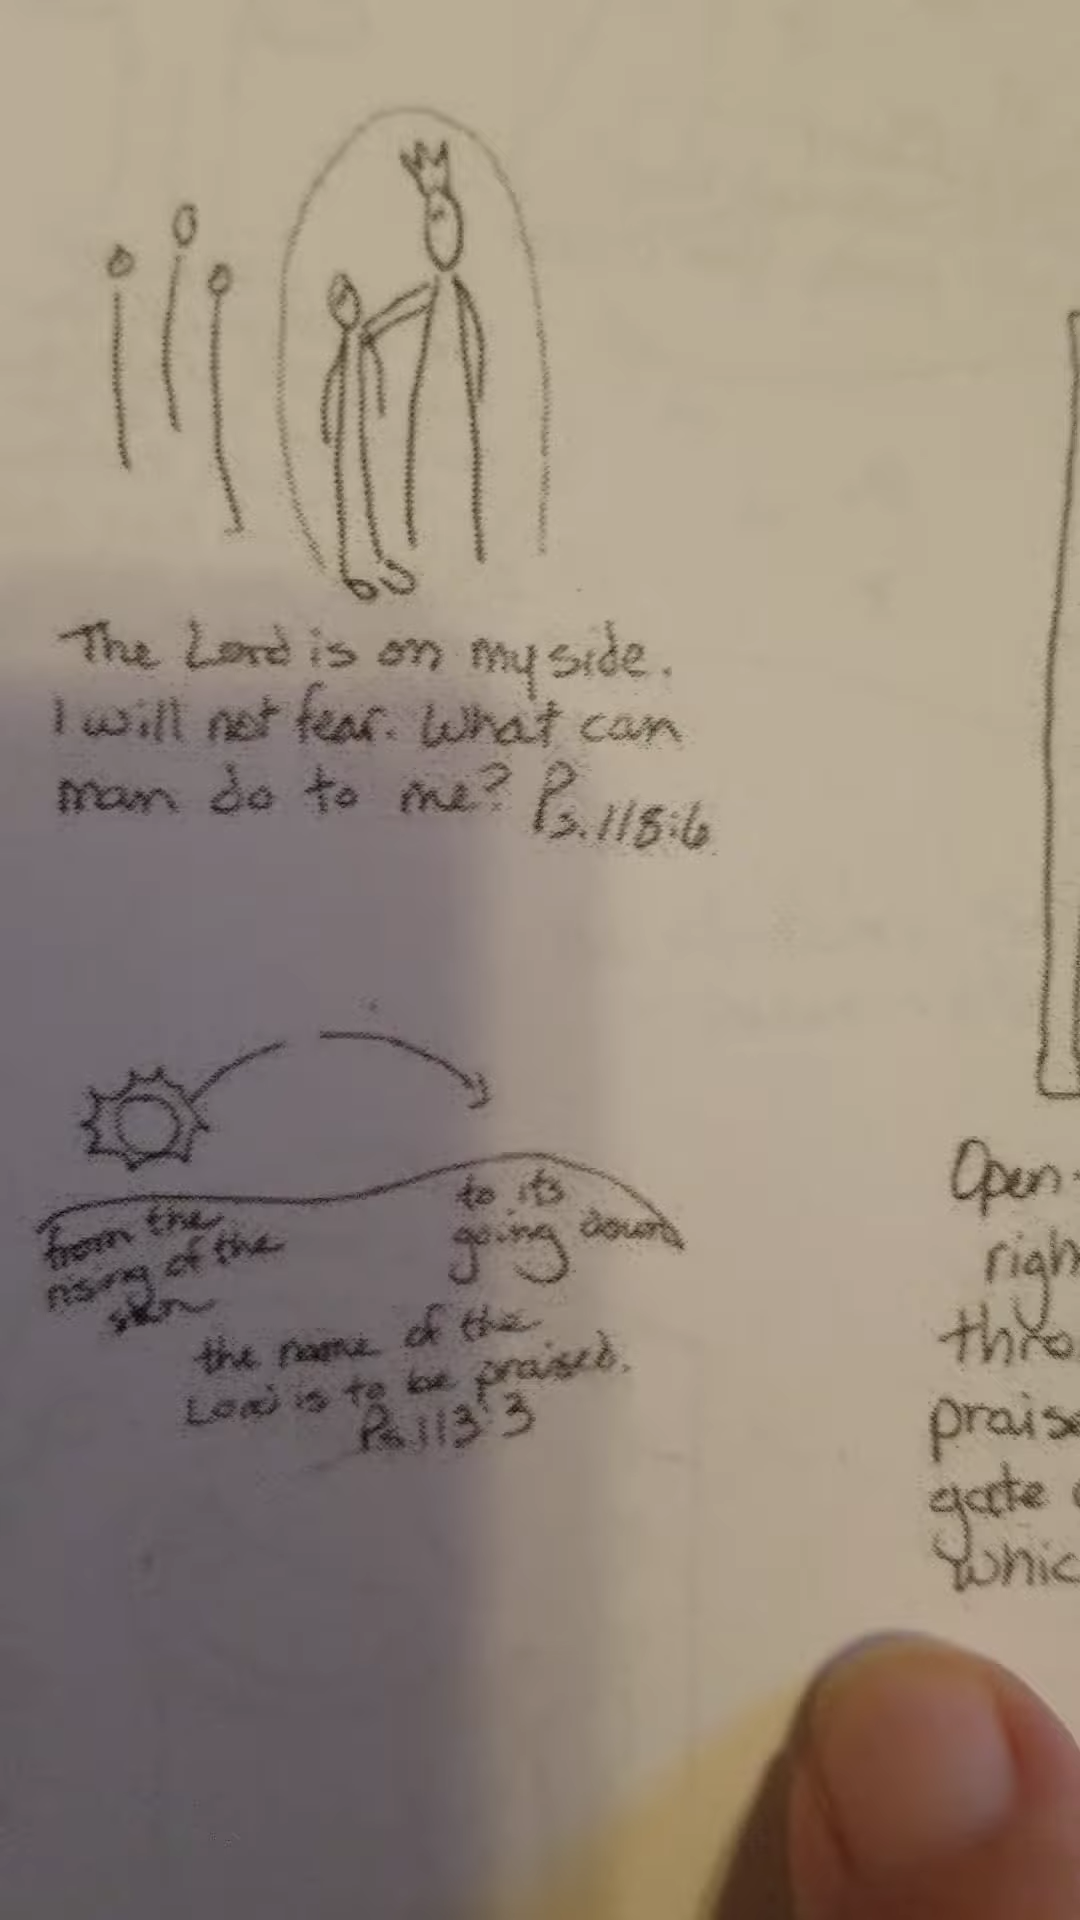 The Lord is on my side.
I will not fear. What can
man do to me? Ps. 118:6
from the
rising of the
sun
to its
going down
the name of the
Lord is to be praised.
Ps. 113:3
Open
righ
thro
praise
gate
whic